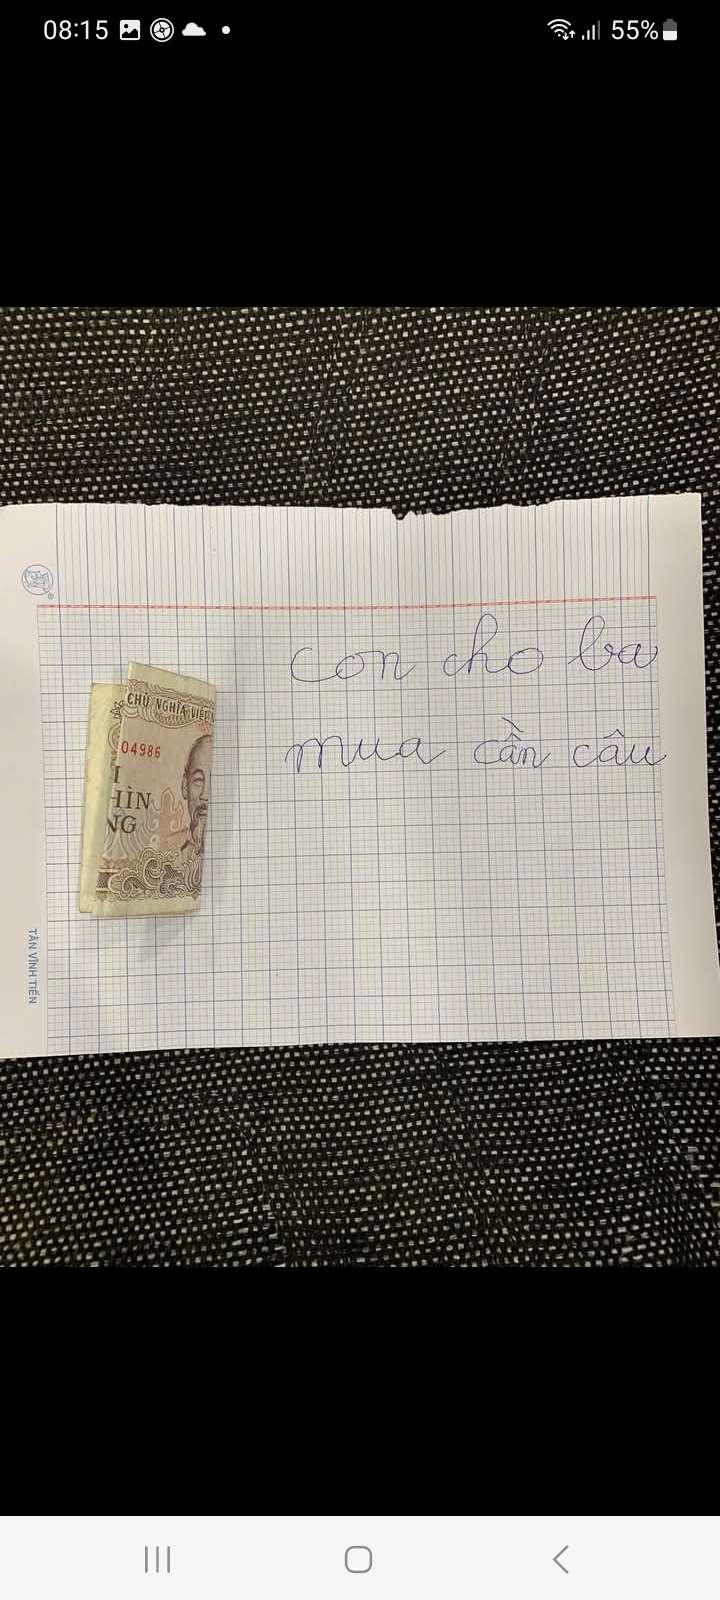 08:15
55%
con cho ba
mua cần câu
CHỦ NGHĨA VIỆT N
04986
I
HÌN
NG
TÂN VĨNH TIẾN